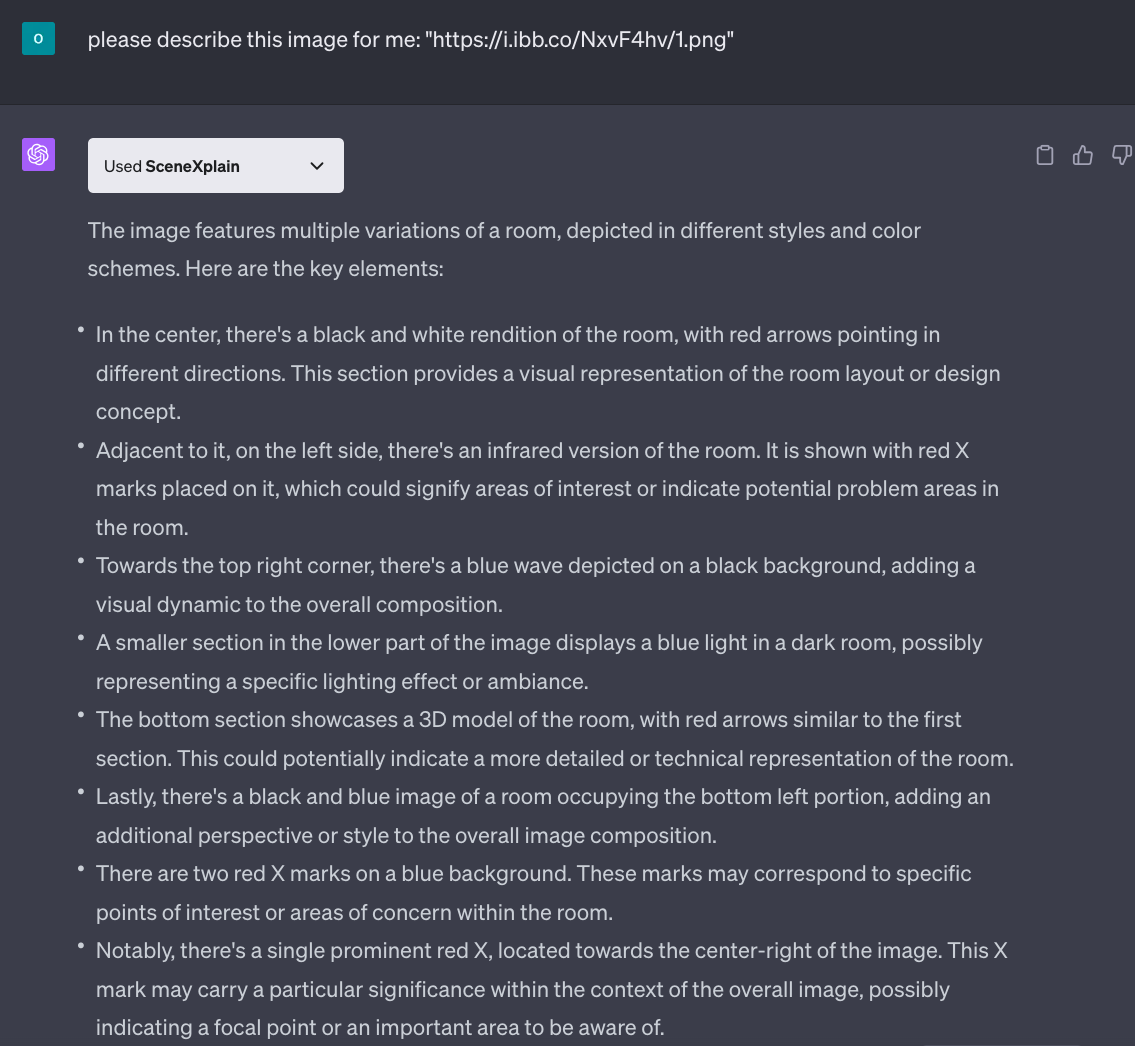 O
please describe this image for me: "https://i.ibb.co/NxvF4hv/1.png"
Used SceneXplain
The image features multiple variations of a room, depicted in different styles and color
schemes. Here are the key elements:
• In the center, there's a black and white rendition of the room, with red arrows pointing in
different directions. This section provides a visual representation of the room layout or design
concept.
• Adjacent to it, on the left side, there's an infrared version of the room. It is shown with red X
marks placed on it, which could signify areas of interest or indicate potential problem areas in
the room.
• Towards the top right corner, there's a blue wave depicted on a black background, adding a
visual dynamic to the overall composition.
• A smaller section in the lower part of the image displays a blue light in a dark room, possibly
representing a specific lighting effect or ambiance.
• The bottom section showcases a 3D model of the room, with red arrows similar to the first
section. This could potentially indicate a more detailed or technical representation of the room.
• Lastly, there's a black and blue image of a room occupying the bottom left portion, adding an
additional perspective or style to the overall image composition.
• There are two red X marks on a blue background. These marks may correspond to specific
points of interest or areas of concern within the room.
• Notably, there's a single prominent red X, located towards the center-right of the image. This X
mark may carry a particular significance within the context of the overall image, possibly
indicating a focal point or an important area to be aware of.